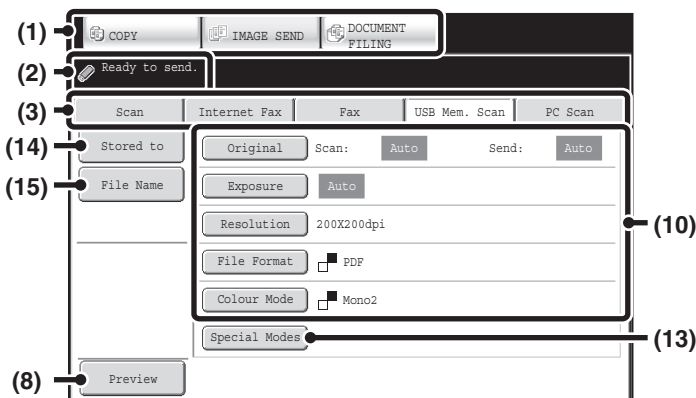 (1) COPY IMAGE SEND DOCUMENT
FILING
(2) Ready to send.
(3) Scan Internet Fax Fax USB Mem. Scan PC Scan
(14) Stored to Original Scan: Auto Send: Auto
(15) File Name Exposure Auto
Resolution 200X200dpi (10)
File Format PDF
Colour Mode Mono2
Special Modes (13)
(8) Preview